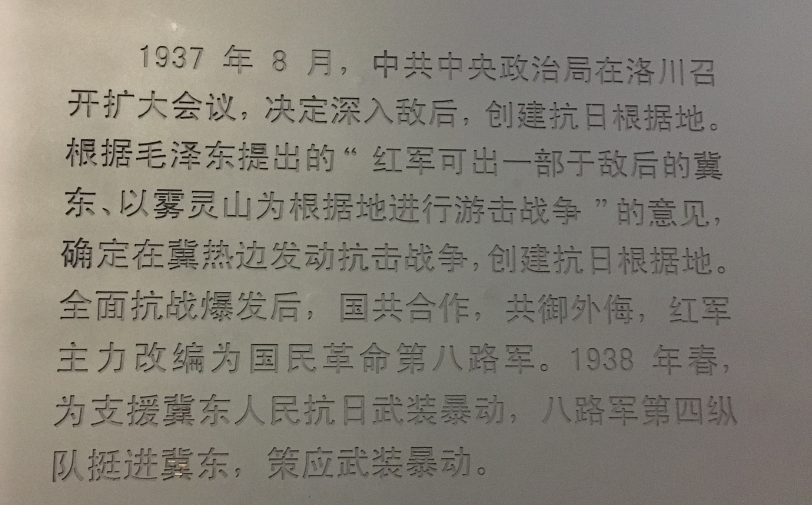 1937 年 8 月，中共中央政治局在洛川召
开扩大会议，决定深入敌后，创建抗日根据地。
根据毛泽东提出的“红军可出一部于敌后的冀
东、以雾灵山为根据地进行游击战争”的意见，
确定在冀热边发动抗击战争，创建抗日根据地。
全面抗战爆发后，国共合作，共御外侮，红军
主力改编为国民革命第八路军。1938 年春，
为支援冀东人民抗日武装暴动，八路军第四纵
队挺进冀东，策应武装暴动。